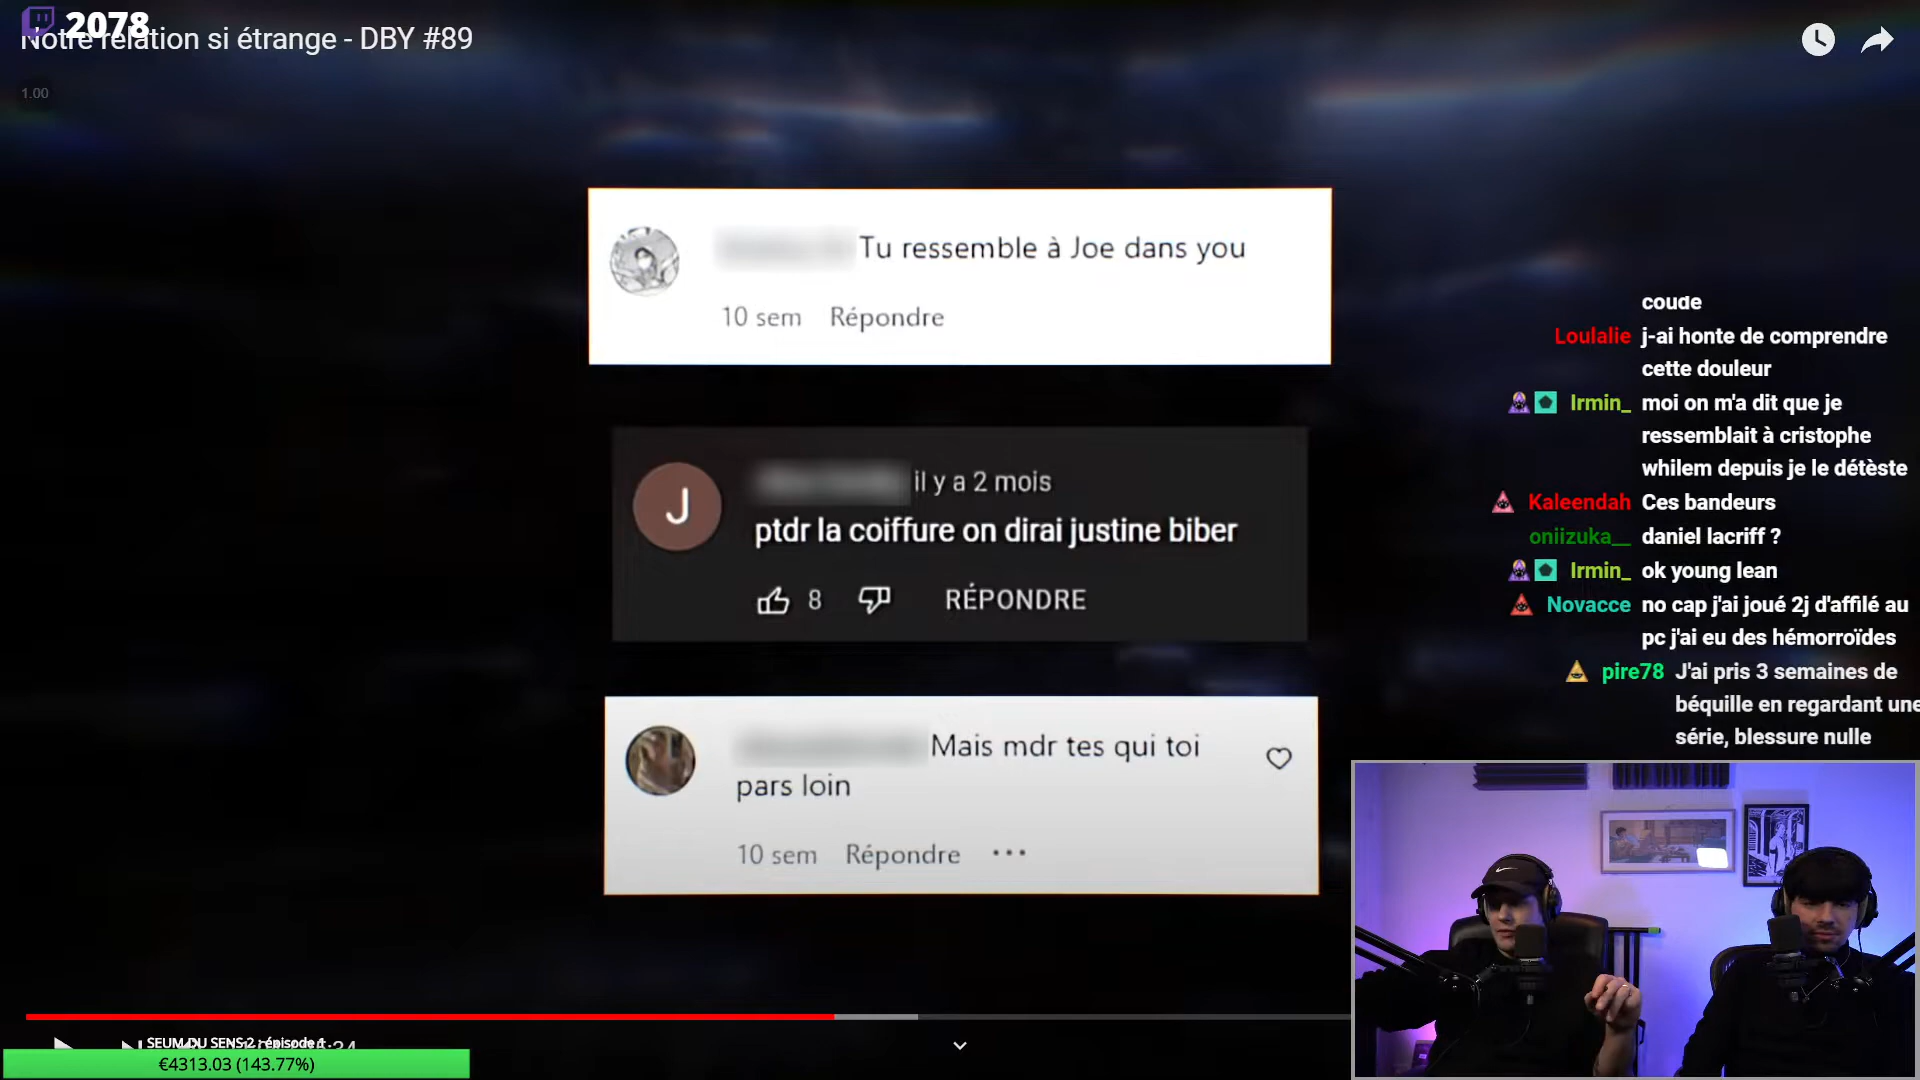 2078
Notre relation si étrange - DBY #89
1.00
Tu ressemble à Joe dans you
10 sem Répondre
J
il y a 2 mois
ptdr la coiffure on dirai justine biber
8 RÉPONDRE
Mais mdr tes qui toi
pars loin
10 sem Répondre
coude
Loulalie j-ai honte de comprendre
cette douleur
Irmin_ moi on m'a dit que je
ressemblait à cristophe
whilem depuis je le détèste
Kaleendah Ces bandeurs
oniizuka__ daniel lacriff ?
Irmin_ ok young lean
Novacce no cap j'ai joué 2j d'affilé au
pc j'ai eu des hémorroïdes
pire78 J'ai pris 3 semaines de
béquille en regardant une
série, blessure nulle
SEUM DU SENS 2 : épisode 1
€4313.03 (143.77%)